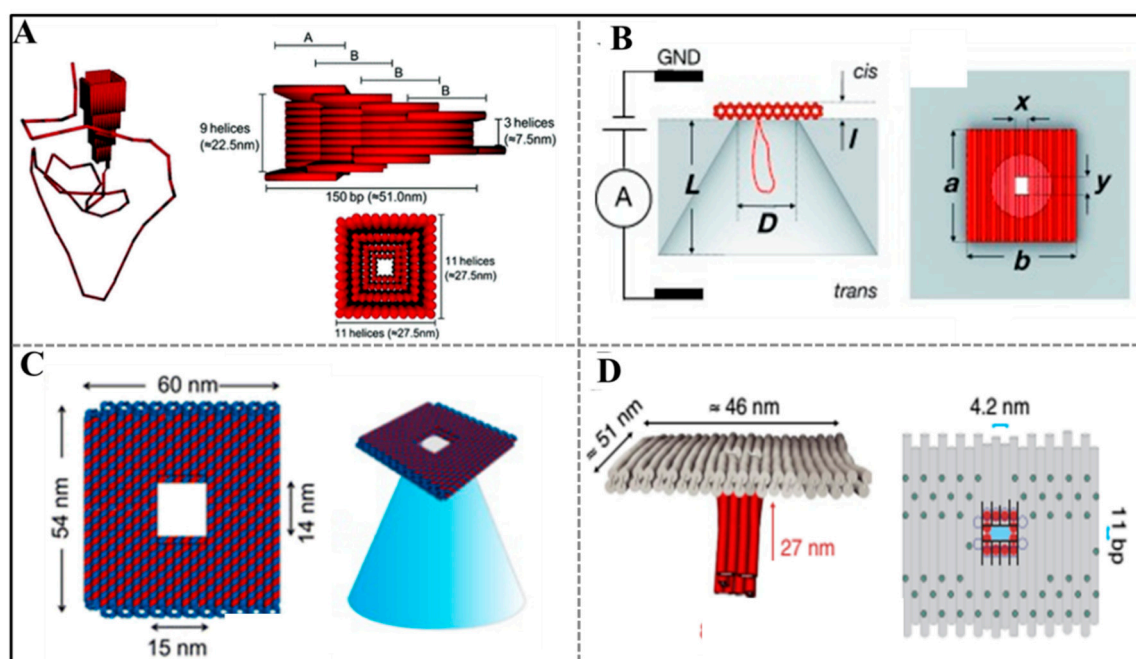 A
A
B
B
B
9 helices
(≈22.5nm)
3 helices
(≈7.5nm)
150 bp (≈51.0nm)
11 helices
(≈27.5nm)
11 helices (≈27.5nm)
B
GND
cis
l
L
A
D
trans
x
a
y
b
C
60 nm
54 nm
14 nm
15 nm
D
≈ 46 nm
≈ 51 nm
27 nm
4.2 nm
11 bp